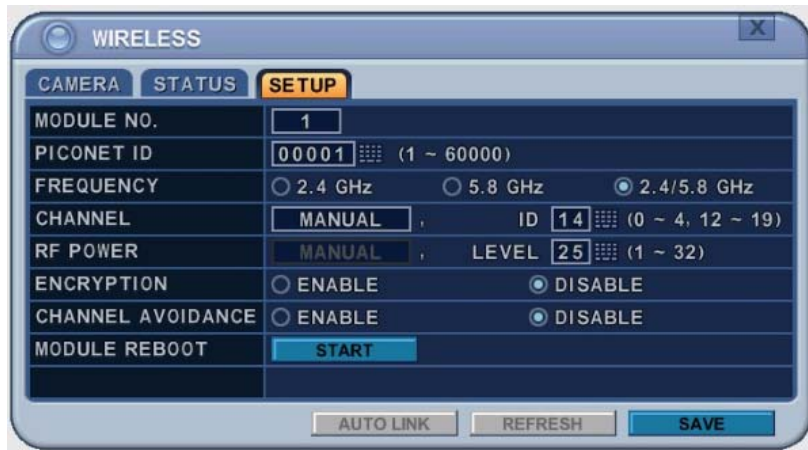 WIRELESS X
CAMERA STATUS SETUP
MODULE NO. 1
PICONET ID 00001 (1 ~ 60000)
FREQUENCY 2.4 GHz 5.8 GHz 2.4/5.8 GHz
CHANNEL MANUAL , ID 14 (0 ~ 4, 12 ~ 19)
RF POWER MANUAL , LEVEL 25 (1 ~ 32)
ENCRYPTION ENABLE DISABLE
CHANNEL AVOIDANCE ENABLE DISABLE
MODULE REBOOT START
AUTO LINK REFRESH SAVE